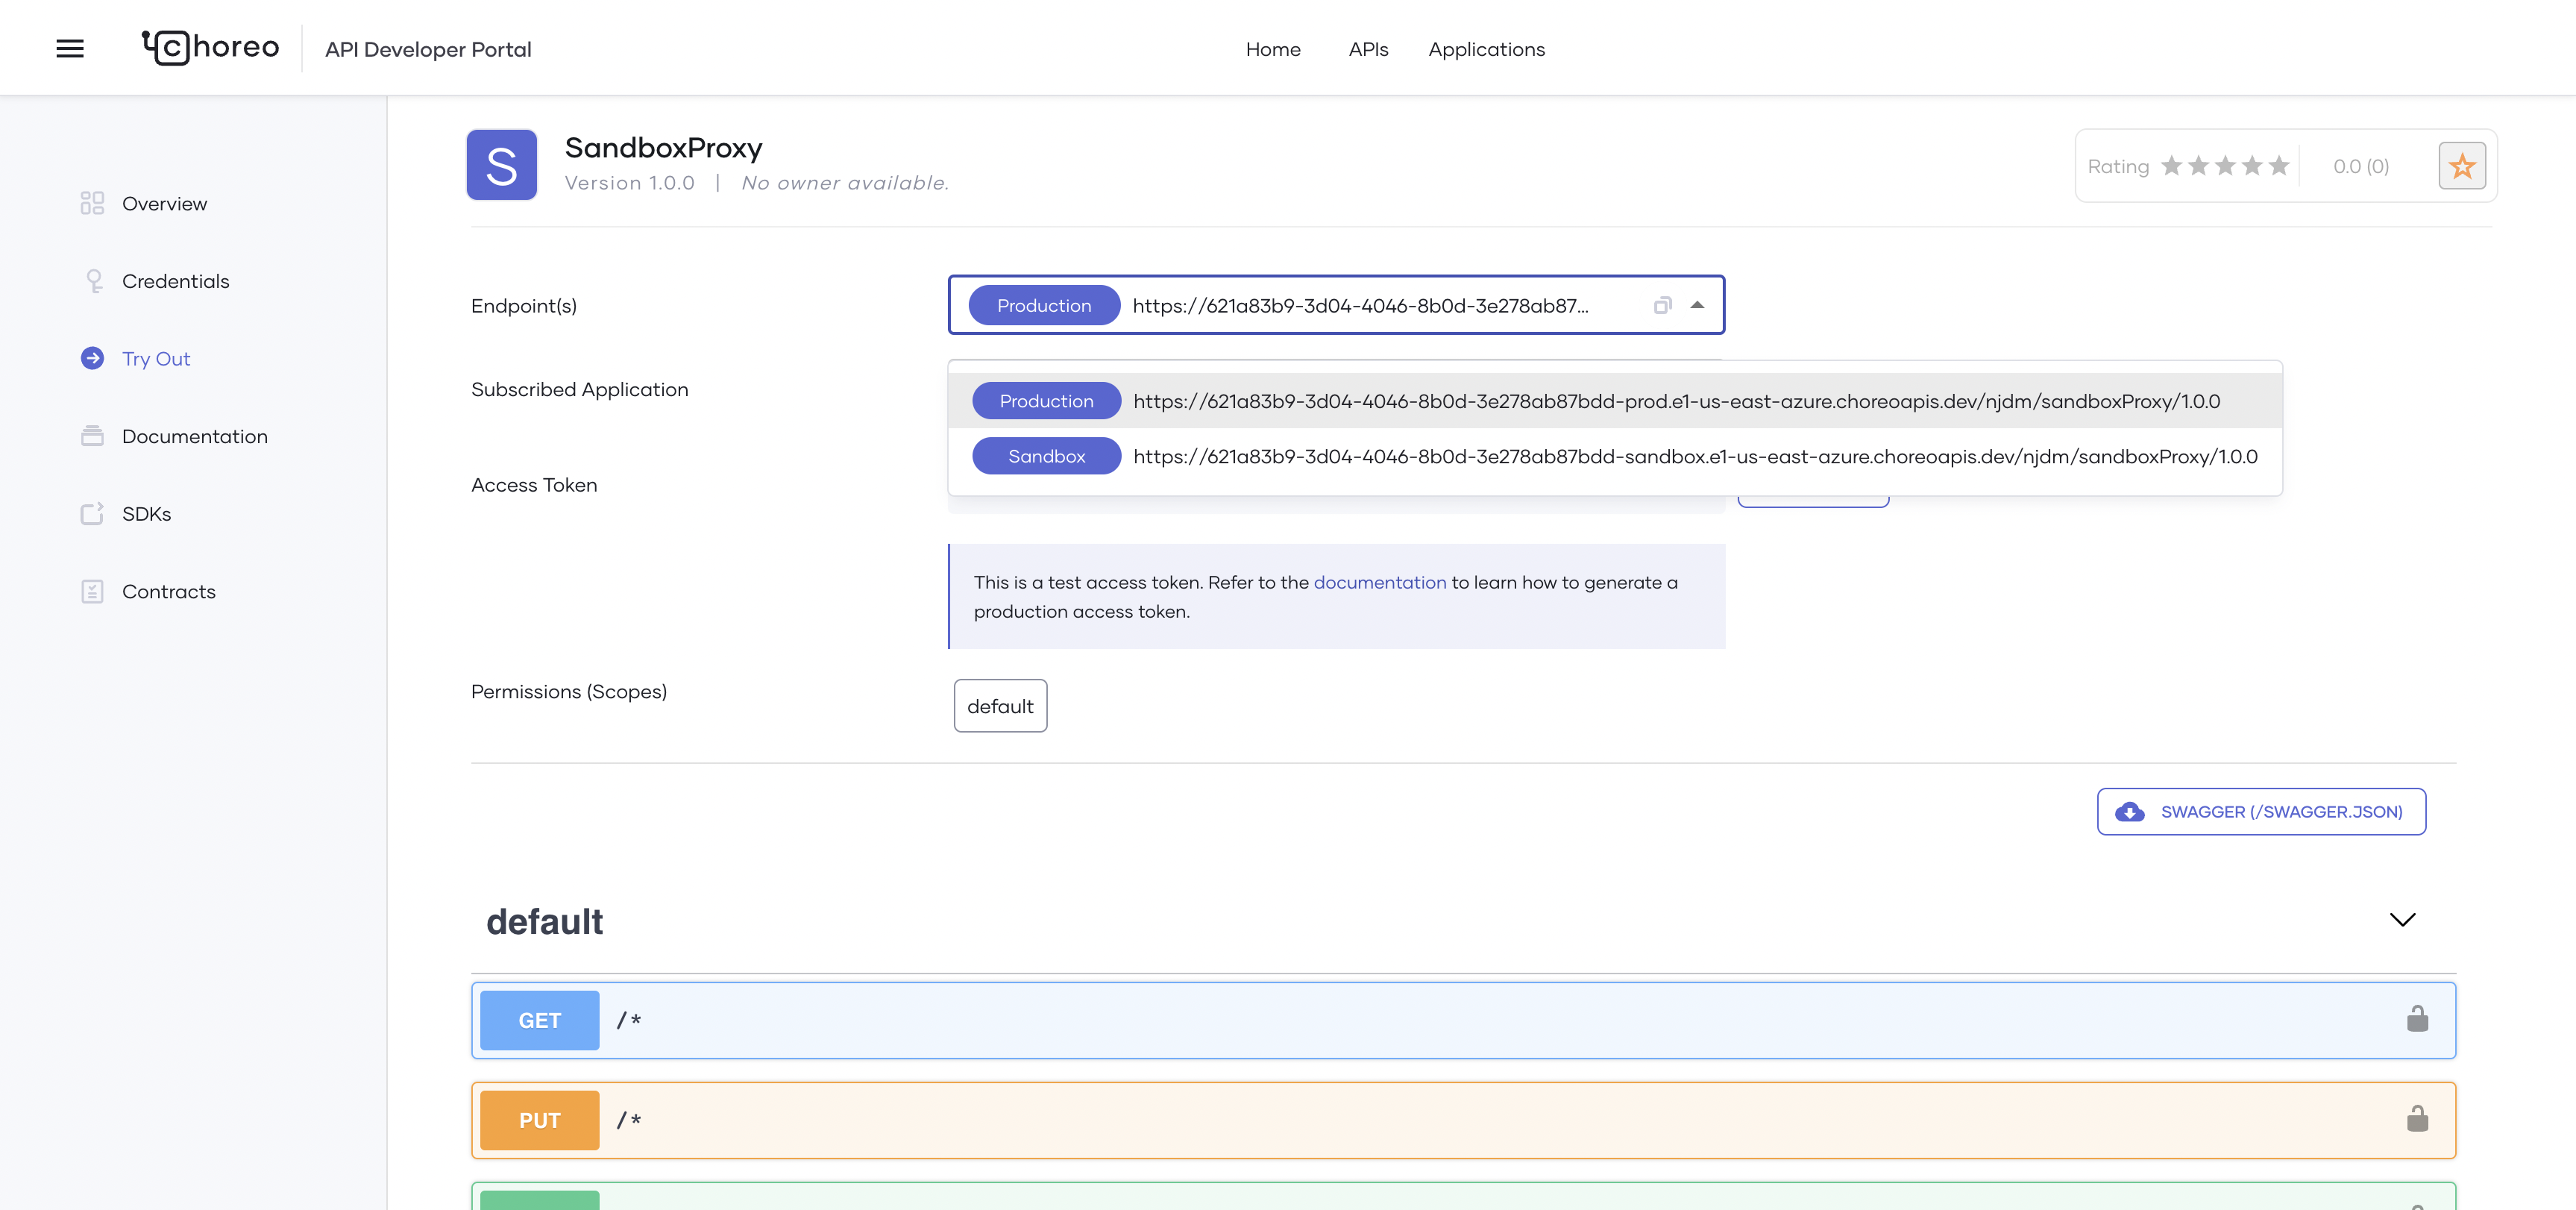 choreo
API Developer Portal
Home
APIs
Applications
S
SandboxProxy
Version 1.0.0 | No owner available.
Rating
0.0 (0)
Overview
Credentials
Try Out
Documentation
SDKs
Contracts
Endpoint(s)
Production https://621a83b9-3d04-4046-8b0d-3e278ab87...
Subscribed Application
Production https://621a83b9-3d04-4046-8b0d-3e278ab87bdd-prod.e1-us-east-azure.choreoapis.dev/njdm/sandboxProxy/1.0.0
Sandbox https://621a83b9-3d04-4046-8b0d-3e278ab87bdd-sandbox.e1-us-east-azure.choreoapis.dev/njdm/sandboxProxy/1.0.0
Access Token
This is a test access token. Refer to the documentation to learn how to generate a
production access token.
Permissions (Scopes)
default
SWAGGER (/SWAGGER.JSON)
default
GET /*
PUT /*